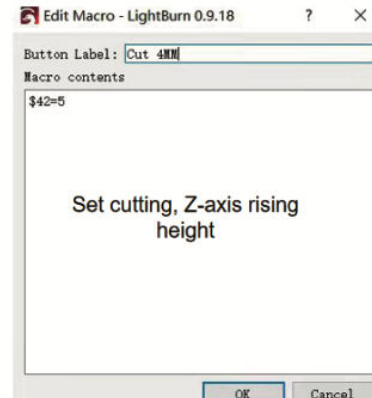 Edit Macro - LightBurn 0.9.18 ? ×
Button Label: Cut 4MM
Macro contents
$42=5
Set cutting, Z-axis rising
height
OK Cancel